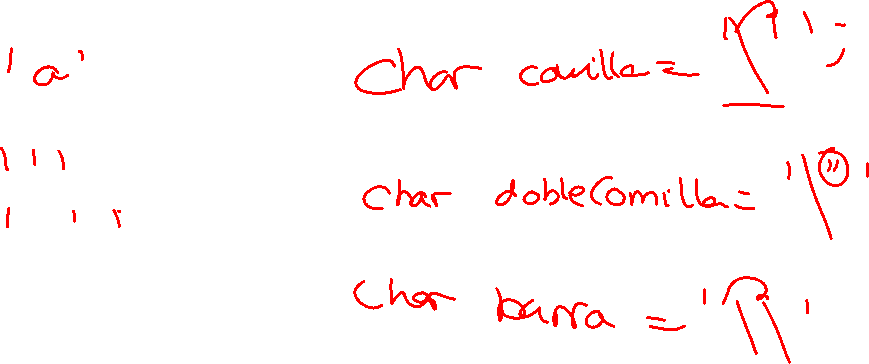 'a' char comilla = '\'';
''' char dobleComilla = '\"'
' '' char barra = '\\'